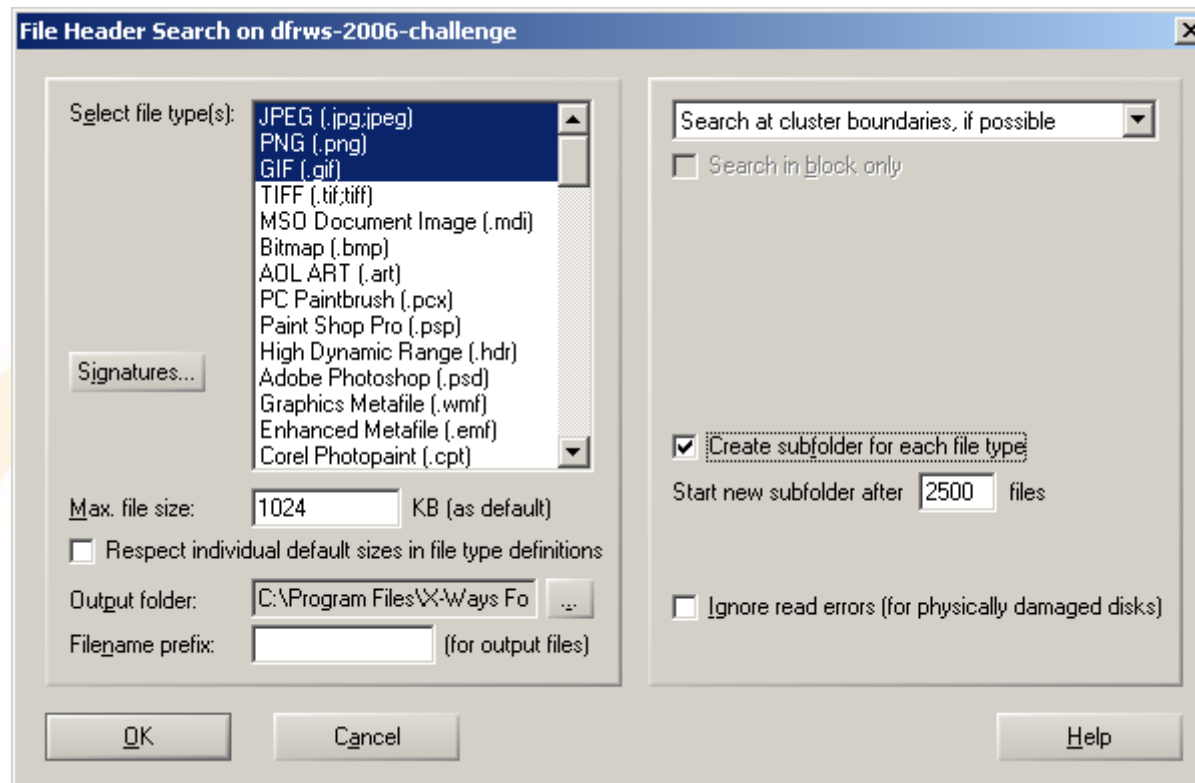 File Header Search on dfrws-2006-challenge
Select file type(s):
JPEG (.jpg;jpeg)
PNG (.png)
GIF (.gif)
TIFF (.tif;tiff)
MSO Document Image (.mdi)
Bitmap (.bmp)
AOL ART (.art)
PC Paintbrush (.pcx)
Paint Shop Pro (.psp)
High Dynamic Range (.hdr)
Adobe Photoshop (.psd)
Graphics Metafile (.wmf)
Enhanced Metafile (.emf)
Corel Photopaint (.cpt)
Signatures...
Max. file size: 1024 KB (as default)
Respect individual default sizes in file type definitions
Output folder: C:\Program Files\X-Ways Fo ...
Filename prefix: (for output files)
Search at cluster boundaries, if possible
Search in block only
Create subfolder for each file type
Start new subfolder after 2500 files
Ignore read errors (for physically damaged disks)
OK Cancel Help